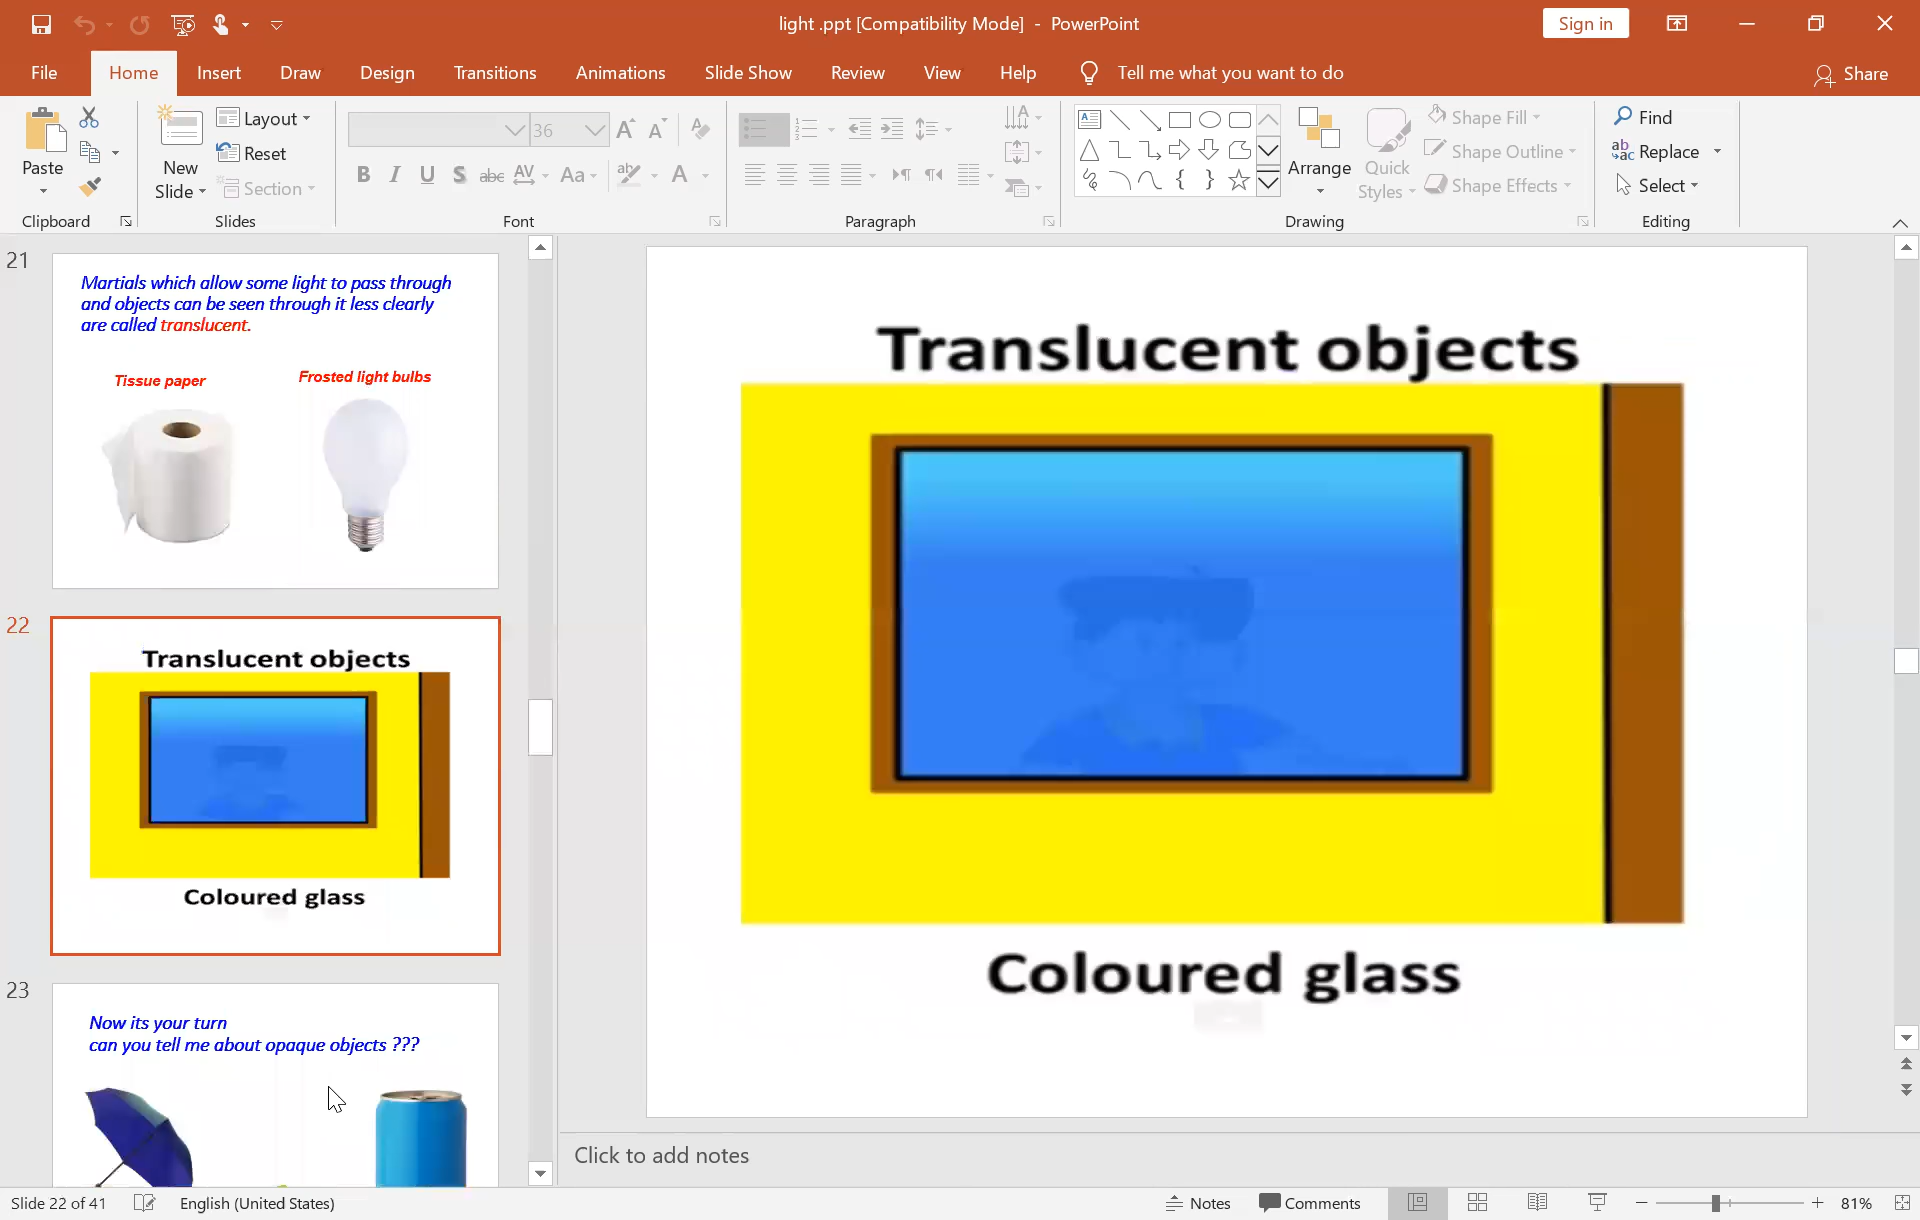 light .ppt [Compatibility Mode] - PowerPoint
Sign in
File
Home
Insert
Draw
Design
Transitions
Animations
Slide Show
Review
View
Help
Tell me what you want to do
Share
Paste
Clipboard
New
Slide
Layout
Reset
Section
Slides
36
B I U S abc AV Aa ab A
Font
Paragraph
Drawing
Arrange
Quick
Styles
Shape Fill
Shape Outline
Shape Effects
Find
Replace
Select
Editing
21
Martials which allow some light to pass through
and objects can be seen through it less clearly
are called translucent.
Tissue paper
Frosted light bulbs
22
Translucent objects
Coloured glass
23
Now its your turn
can you tell me about opaque objects ???
Translucent objects
Coloured glass
Click to add notes
Slide 22 of 41
English (United States)
Notes
Comments
81%